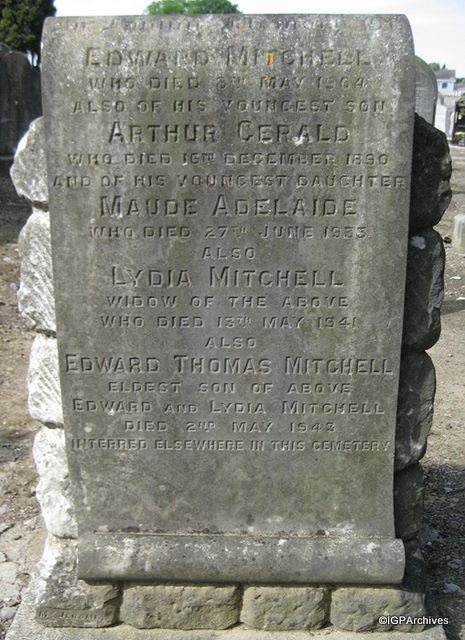 EDWARD MITCHELL
WHO DIED 8TH MAY 1904
ALSO OF HIS YOUNGEST SON
ARTHUR GERALD
WHO DIED 16TH DECEMBER 1890
AND OF HIS YOUNGEST DAUGHTER
MAUDE ADELAIDE
WHO DIED 27TH JUNE 1933.
ALSO
LYDIA MITCHELL
WIDOW OF THE ABOVE
WHO DIED 13TH MAY 1941
ALSO
EDWARD THOMAS MITCHELL
ELDEST SON OF ABOVE
EDWARD AND LYDIA MITCHELL
DIED 2ND MAY 1943
INTERRED ELSEWHERE IN THIS CEMETERY
©IGPArchives